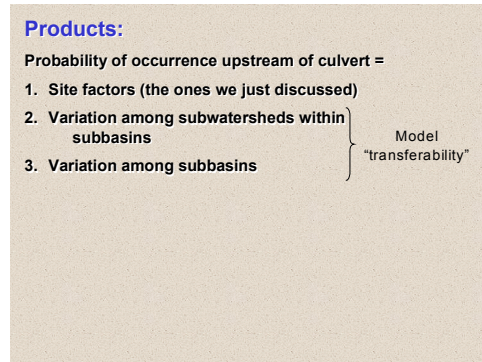 Products:
Probability of occurrence upstream of culvert =
1. Site factors (the ones we just discussed)
2. Variation among subwatersheds within
subbasins
3. Variation among subbasins
Model
“transferability”